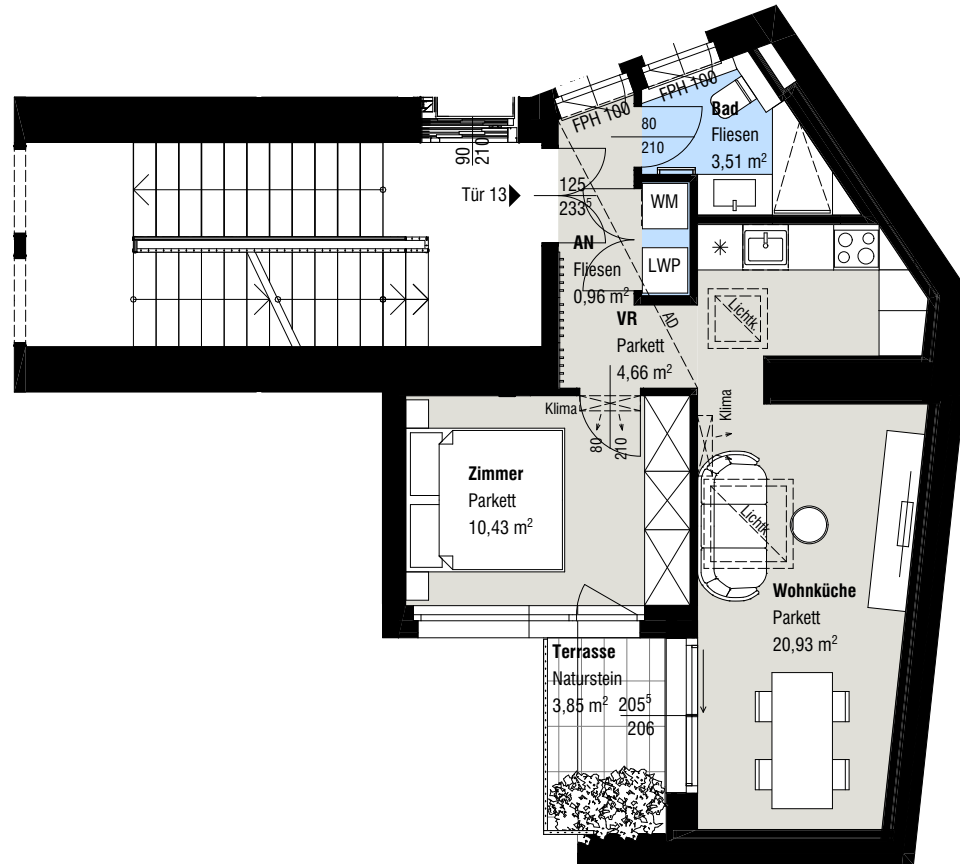 FPH 100
FPH 100
Bad
Fliesen
3,51 m²
80
210
90
210
Tür 13
125
233⁵
WM
AN
Fliesen
0,96 m²
LWP
Lichtk.
VR
Parkett
4,66 m²
AD
Klima
80
210
Klima
Zimmer
Parkett
10,43 m²
Lichtk.
Wohnküche
Parkett
20,93 m²
Terrasse
Naturstein
3,85 m²
205⁵
206